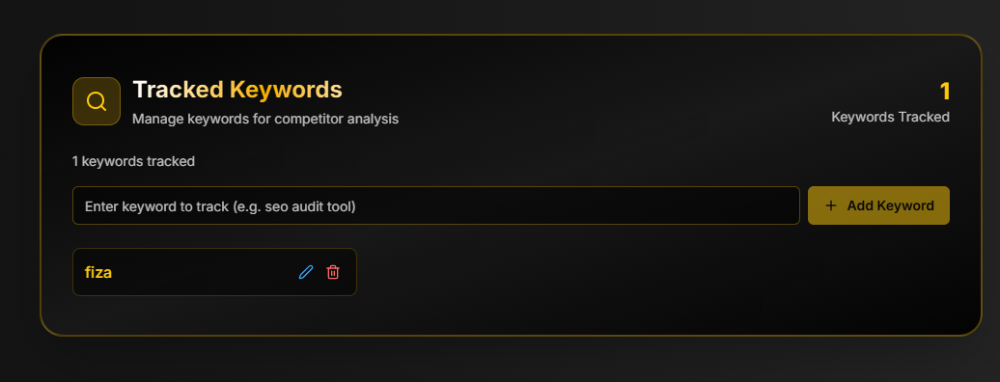 Tracked Keywords
Manage keywords for competitor analysis
1
Keywords Tracked
1 keywords tracked
Enter keyword to track (e.g. seo audit tool)
+ Add Keyword
fiza